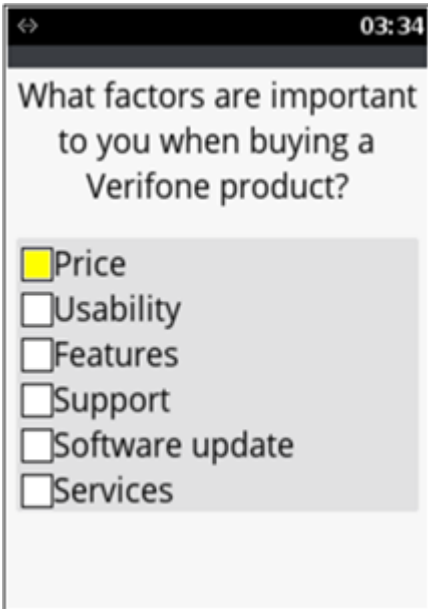 03:34
What factors are important
to you when buying a
Verifone product?
Price
Usability
Features
Support
Software update
Services